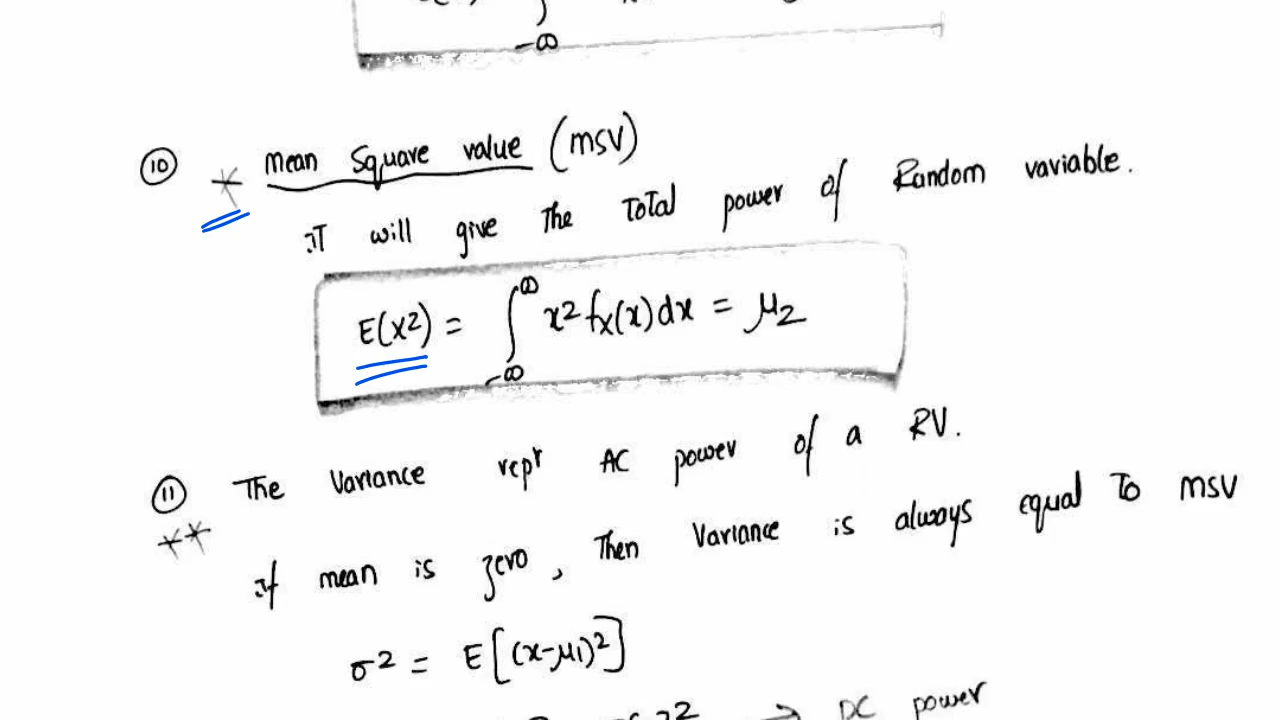 -∞
⑩ * Mean Square value (MSV)
It will give The Total power of Random variable.
E(x²) = ∫_{-∞}^{∞} x² fx(x) dx = μ₂
⑪ The Variance repr AC power of a RV.
** If mean is zero, Then Variance is always equal To MSV
σ² = E[(x-μ₁)²]
→ DC power